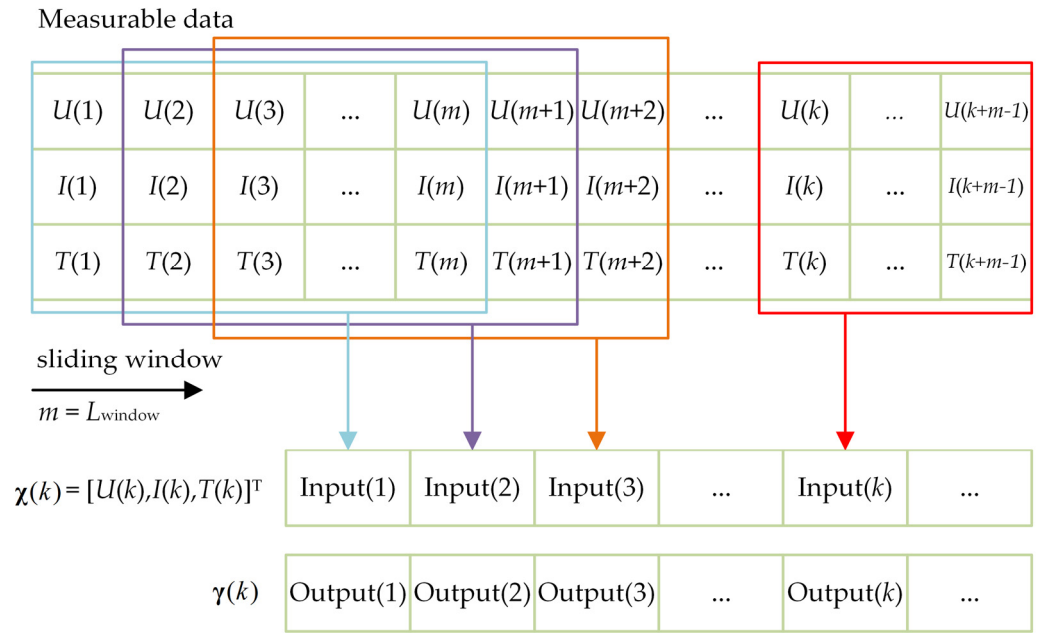 Measurable data
U(1) U(2) U(3) ... U(m) U(m+1) U(m+2) ... U(k) ... U(k+m-1)
I(1) I(2) I(3) ... I(m) I(m+1) I(m+2) ... I(k) ... I(k+m-1)
T(1) T(2) T(3) ... T(m) T(m+1) T(m+2) ... T(k) ... T(k+m-1)
sliding window
m = Lwindow
χ(k) = [U(k),I(k),T(k)]ᵀ Input(1) Input(2) Input(3) ... Input(k) ...
γ(k) Output(1) Output(2) Output(3) ... Output(k) ...